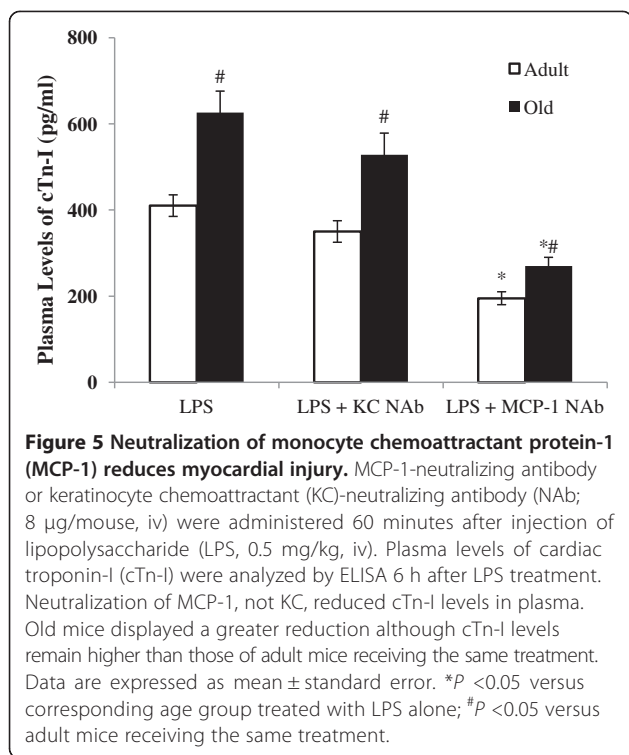 800
600
400
200
0
Plasma Levels of cTn-I (pg/ml)
Adult
Old
#
#
*
*#
LPS
LPS + KC NAb
LPS + MCP-1 NAb
Figure 5 Neutralization of monocyte chemoattractant protein-1
(MCP-1) reduces myocardial injury. MCP-1-neutralizing antibody
or keratinocyte chemoattractant (KC)-neutralizing antibody (NAb;
8 μg/mouse, iv) were administered 60 minutes after injection of
lipopolysaccharide (LPS, 0.5 mg/kg, iv). Plasma levels of cardiac
troponin-I (cTn-I) were analyzed by ELISA 6 h after LPS treatment.
Neutralization of MCP-1, not KC, reduced cTn-I levels in plasma.
Old mice displayed a greater reduction although cTn-I levels
remain higher than those of adult mice receiving the same treatment.
Data are expressed as mean ± standard error. *P <0.05 versus
corresponding age group treated with LPS alone; #P <0.05 versus
adult mice receiving the same treatment.